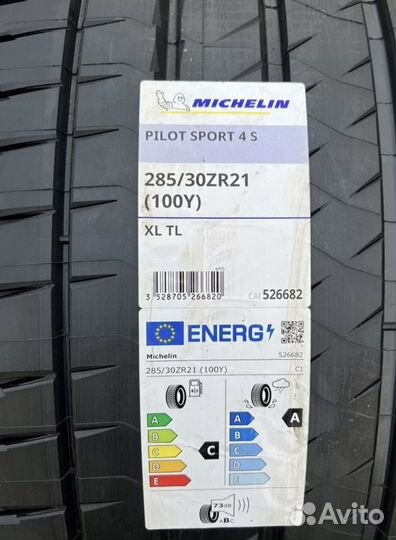 MICHELIN
PILOT SPORT 4 S
285/30ZR21
(100Y)
XL TL
3 528705 266820
CAI 526682
ENERG
Michelin 526682
285/30ZR21 (100Y) C1
A A
B B
C C
D D
E E
C
A
73dB
ABC
Avito